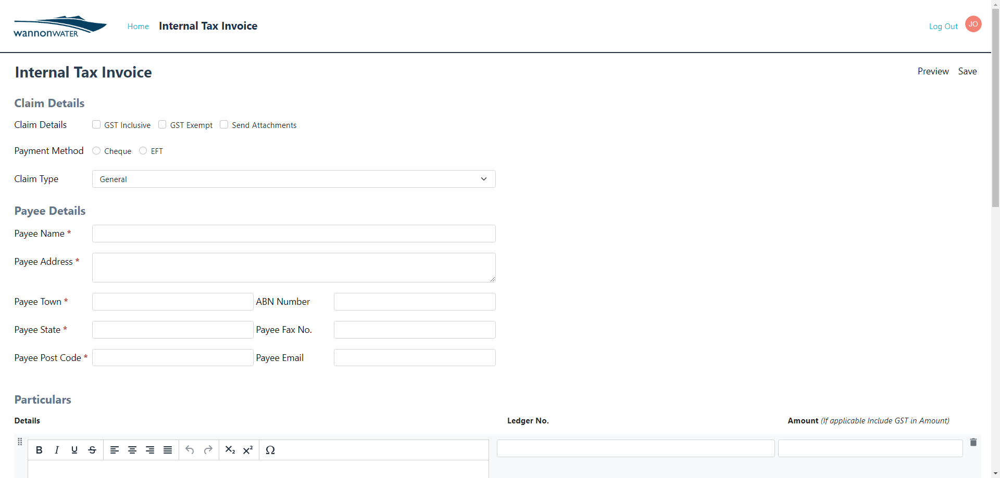 wannonWATER
Home Internal Tax Invoice Log Out JO
Internal Tax Invoice Preview Save
Claim Details
Claim Details GST Inclusive GST Exempt Send Attachments
Payment Method Cheque EFT
Claim Type General
Payee Details
Payee Name *
Payee Address *
Payee Town * ABN Number
Payee State * Payee Fax No.
Payee Post Code * Payee Email
Particulars
Details Ledger No. Amount (If applicable Include GST in Amount)
B I U S X₂ X² Ω